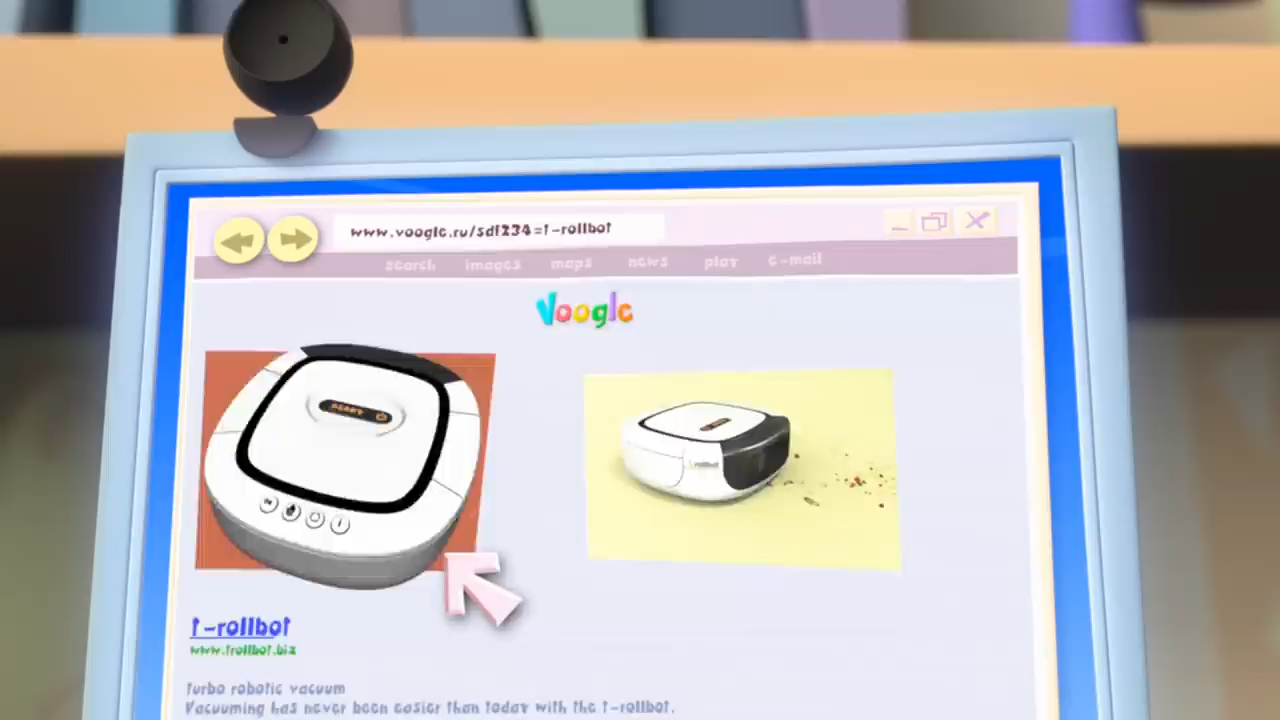 www.voogle.ru/sdf234=t-rollbot
search images maps news play e-mail
Voogle
START
t-rollbot
www.trollbot.biz
Turbo robotic vacuum
Vacuuming has never been easier than today with the t-rollbot.